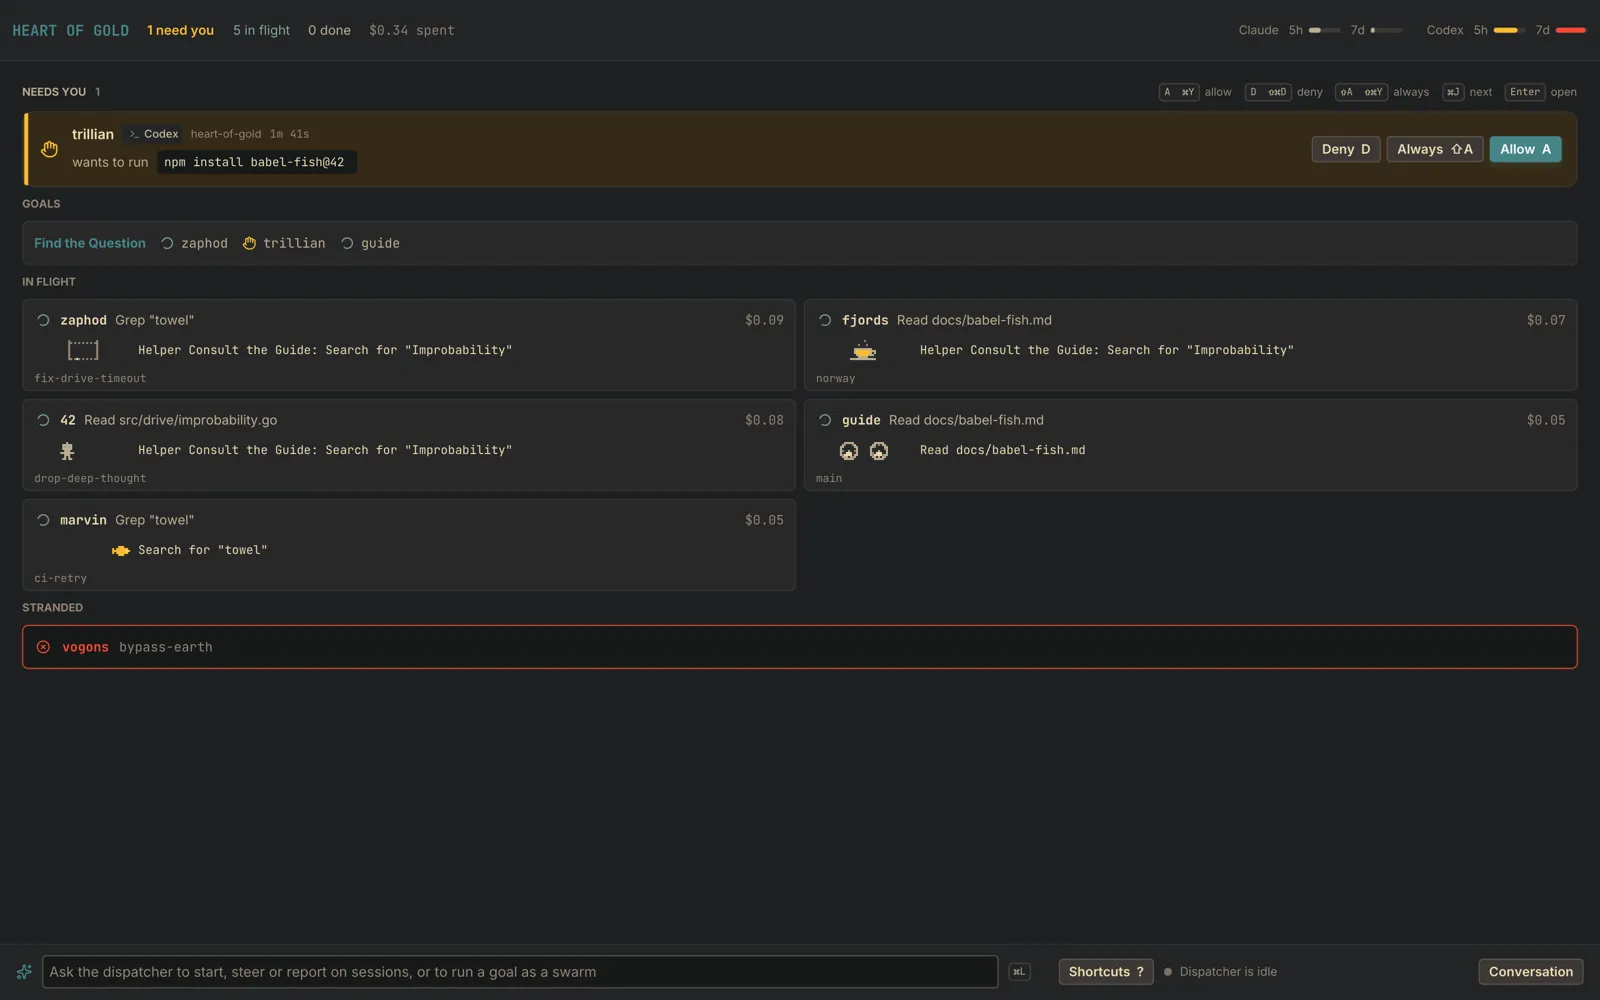 HEART OF GOLD 1 need you 5 in flight 0 done $0.34 spent Claude 5h 7d Codex 5h 7d
NEEDS YOU 1 A ⌘Y allow D ⇧⌘D deny ⇧A ⇧⌘Y always ⌘J next Enter open
trillian >_ Codex heart-of-gold 1m 41s
wants to run npm install babel-fish@42 Deny D Always ⇧A Allow A
GOALS
Find the Question zaphod trillian guide
IN FLIGHT
zaphod Grep "towel" $0.09
Helper Consult the Guide: Search for "Improbability"
fix-drive-timeout
fjords Read docs/babel-fish.md $0.07
Helper Consult the Guide: Search for "Improbability"
norway
42 Read src/drive/improbability.go $0.08
Helper Consult the Guide: Search for "Improbability"
drop-deep-thought
guide Read docs/babel-fish.md $0.05
Read docs/babel-fish.md
main
marvin Grep "towel" $0.05
Search for "towel"
ci-retry
STRANDED
vogons bypass-earth
Ask the dispatcher to start, steer or report on sessions, or to run a goal as a swarm ⌘L Shortcuts ? Dispatcher is idle Conversation